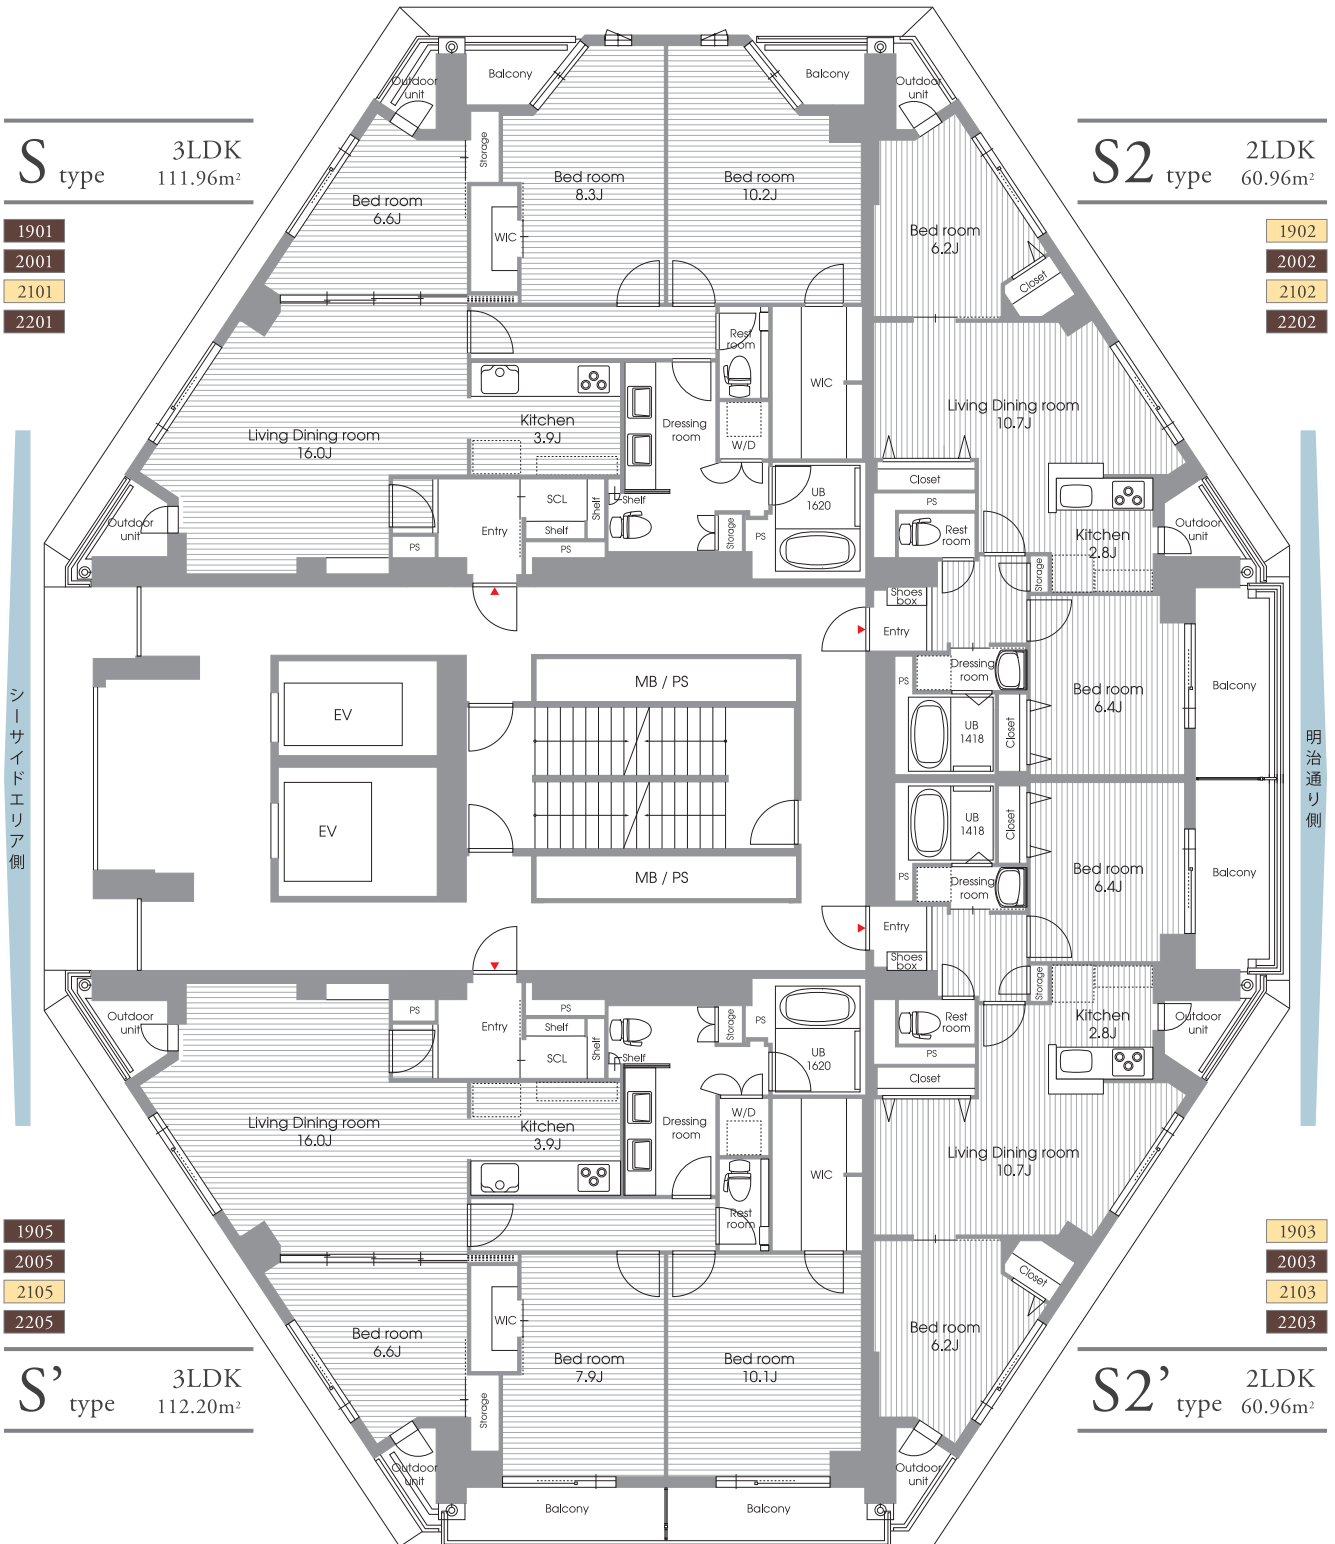 S type
3LDK
111.96m²
1901
2001
2101
2201
S2 type
2LDK
60.96m²
1902
2002
2102
2202
Outdoor
unit
Balcony
Balcony
Outdoor
unit
Storage
Bed room
6.6J
WIC
Bed room
8.3J
Bed room
10.2J
Bed room
6.2J
Closet
Rest
room
WIC
Living Dining room
16.0J
Kitchen
3.9J
Dressing
room
W/D
Living Dining room
10.7J
Closet
PS
Rest
room
Kitchen
2.8J
Outdoor
unit
Storage
Outdoor
unit
PS
Entry
SCL
Shelf
Shelf
PS
Shelf
Storage
PS
UB
1620
Shoes
box
Entry
Dressing
room
PS
UB
1418
Closet
Bed room
6.4J
Balcony
EV
EV
MB / PS
MB / PS
シーサイドエリア側
明治通り側
UB
1418
Closet
PS
Dressing
room
Entry
Shoes
box
Bed room
6.4J
Balcony
Outdoor
unit
PS
Entry
PS
Shelf
SCL
Shelf
Shelf
Storage
PS
UB
1620
Rest
room
PS
Closet
Storage
Kitchen
2.8J
Outdoor
unit
Living Dining room
16.0J
Kitchen
3.9J
Dressing
room
W/D
Rest
room
WIC
Living Dining room
10.7J
Closet
Bed room
6.6J
WIC
Storage
Bed room
7.9J
Bed room
10.1J
Bed room
6.2J
Outdoor
unit
Balcony
Balcony
Outdoor
unit
1905
2005
2105
2205
S’ type
3LDK
112.20m²
1903
2003
2103
2203
S2’ type
2LDK
60.96m²